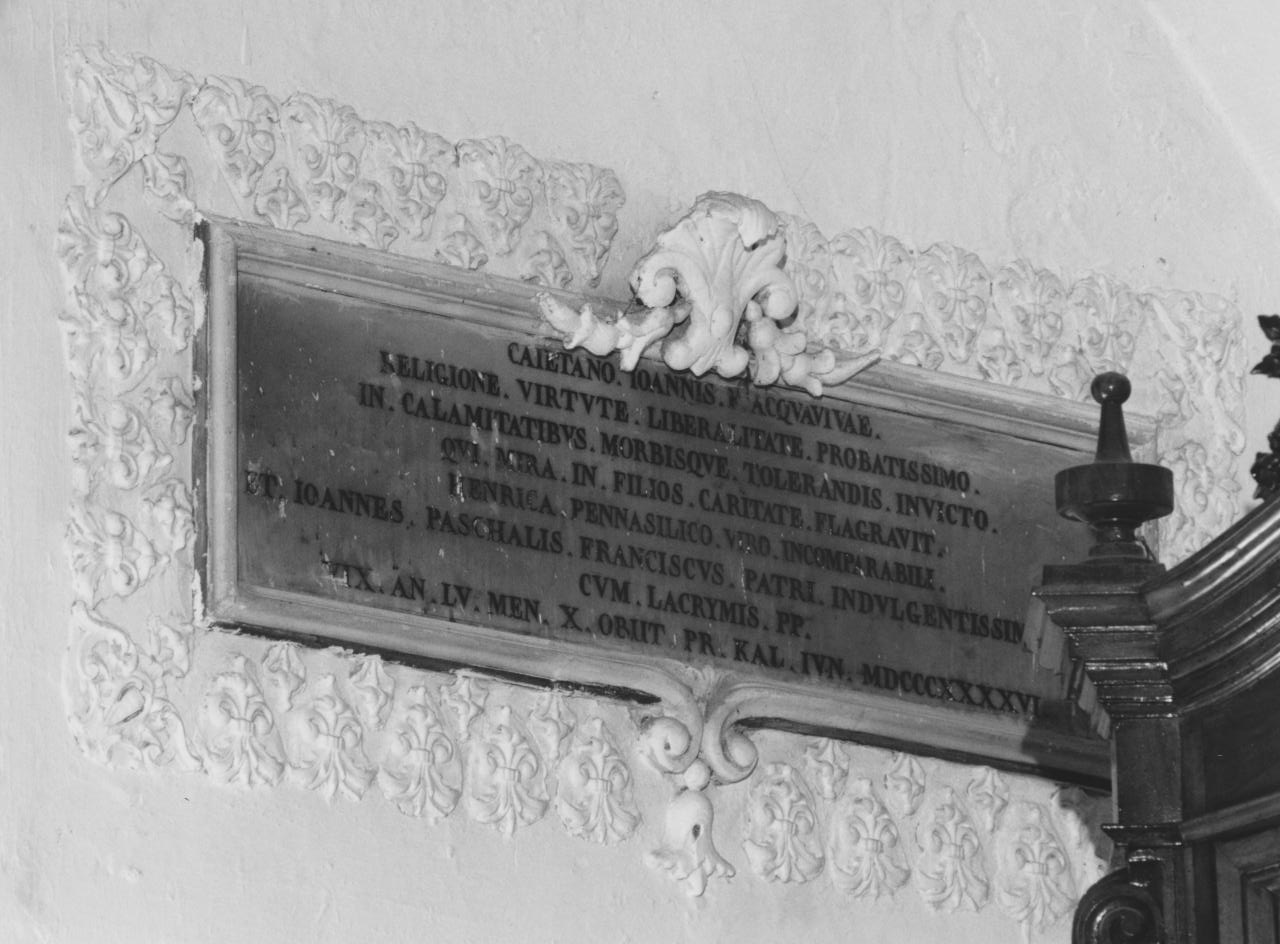 CAIETANO. IOANNIS. F. ACQVAVIVAE.
RELIGIONE. VIRTVTE. LIBERALITATE. PROBATISSIMO.
IN. CALAMITATIBVS. MORBISQVE. TOLERANDIS. INVICTO.
QVI. MIRA. IN. FILIOS. CARITATE. FLAGRAVIT.
HENRICA. PENNASILICO. VIRO. INCOMPARABILI.
ET. IOANNES. PASCHALIS. FRANCISCVS. PATRI. INDVLGENTISSIM
CVM. LACRYMIS. PP.
VIX. AN. LV. MEN. X. OBIIT. PR. KAL. IVN. MDCCCXXXXVI